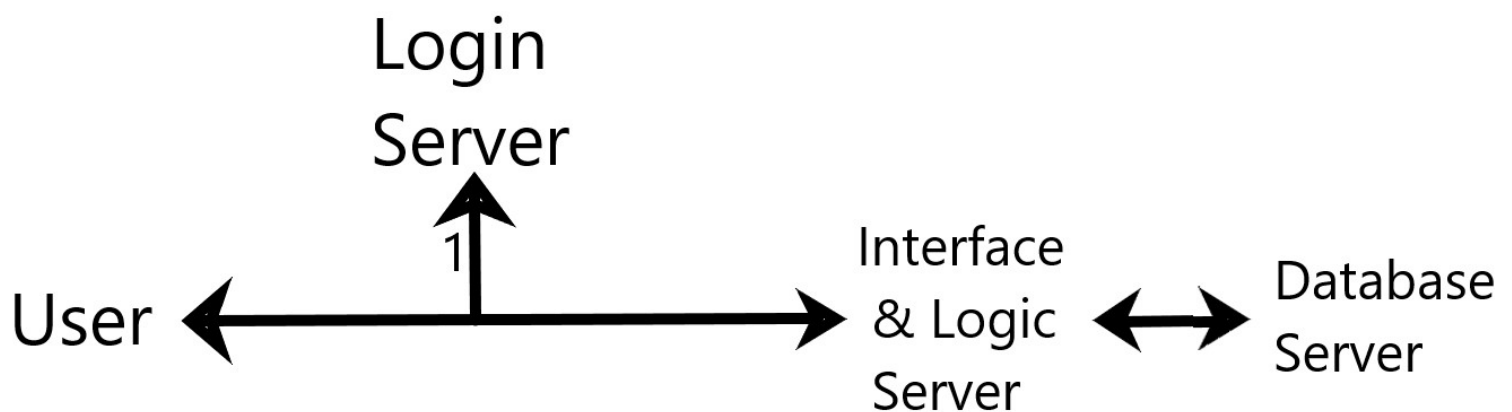 Login
Server
1
User
Interface
& Logic
Server
Database
Server